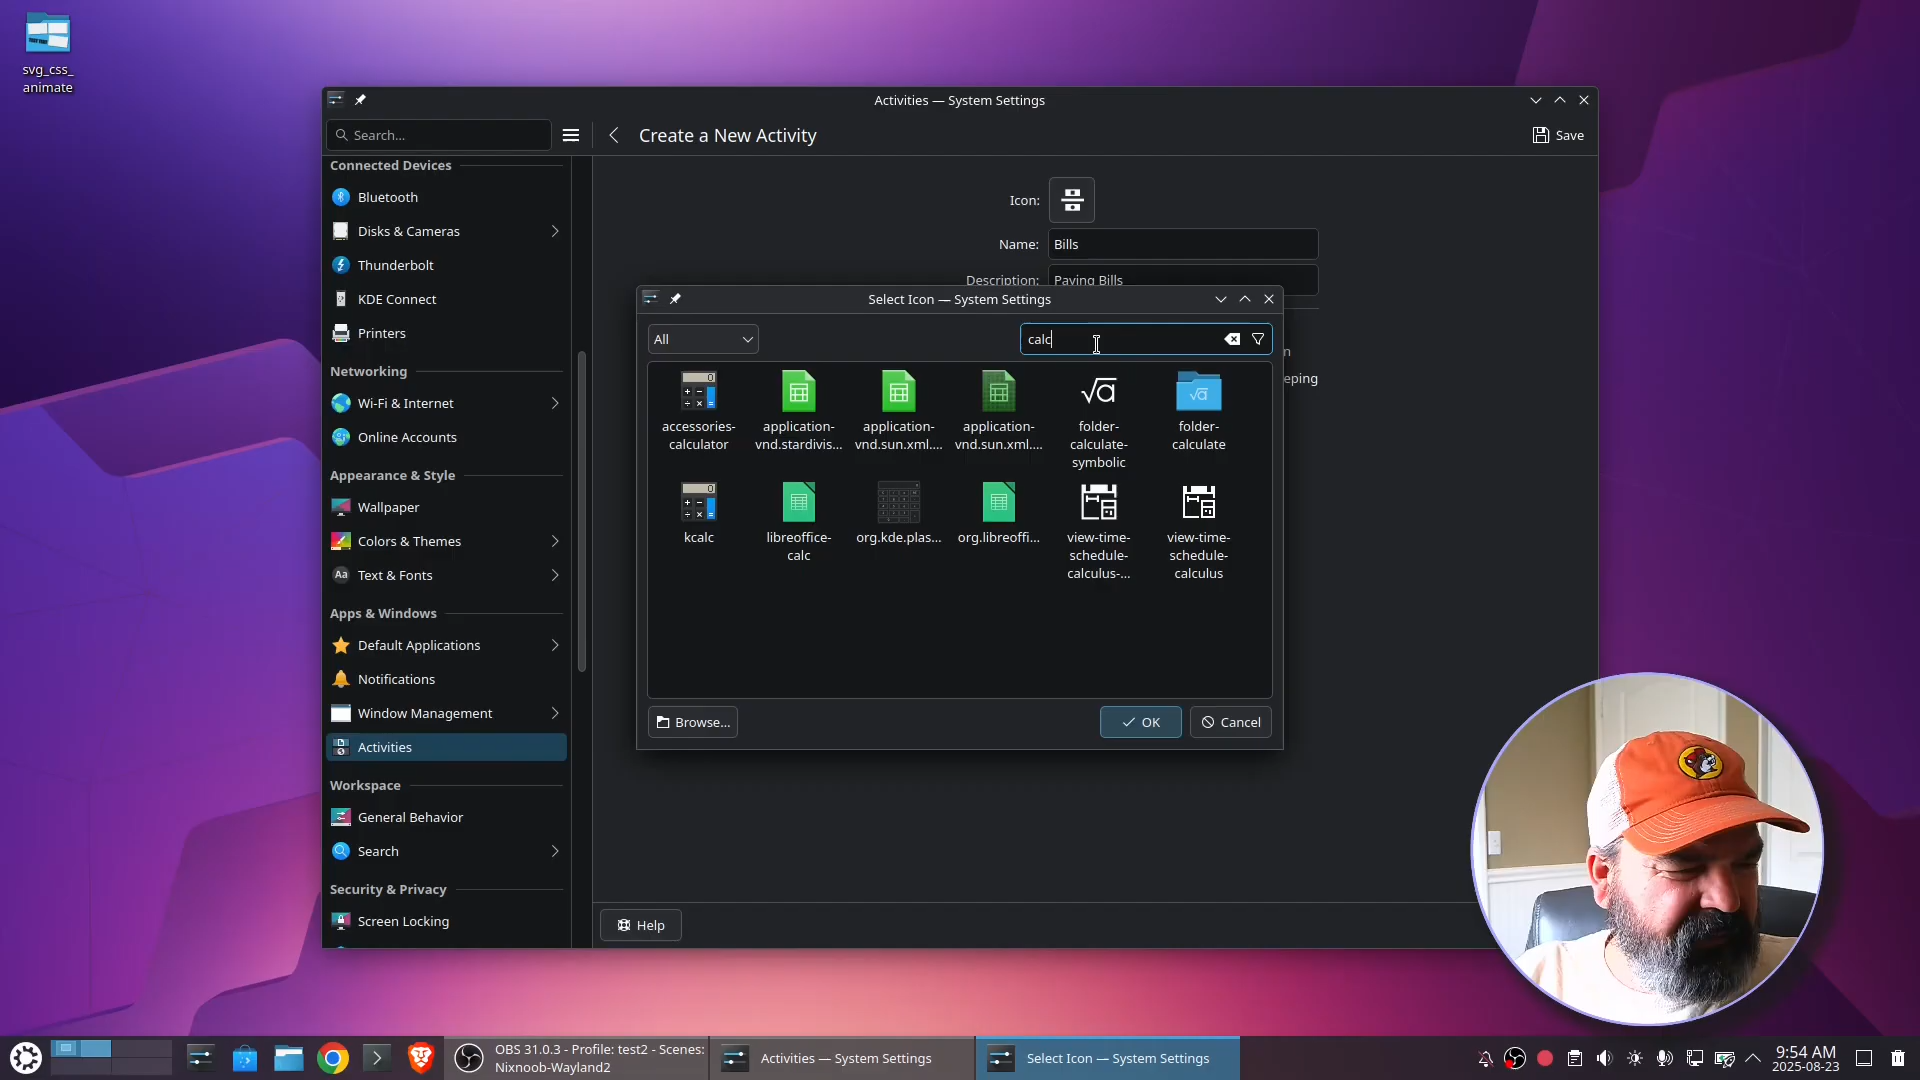 svg_css_
animate
Activities — System Settings
Search...
Create a New Activity
Save
Connected Devices
Bluetooth
Disks & Cameras
Thunderbolt
KDE Connect
Printers
Networking
Wi-Fi & Internet
Online Accounts
Appearance & Style
Wallpaper
Colors & Themes
Aa Text & Fonts
Apps & Windows
Default Applications
Notifications
Window Management
Activities
Workspace
General Behavior
Search
Security & Privacy
Screen Locking
Icon:
Name: Bills
Description: Paying Bills
n
eping
Select Icon — System Settings
All
calc
accessories-
calculator
application-
vnd.stardivis...
application-
vnd.sun.xml....
application-
vnd.sun.xml....
folder-
calculate-
symbolic
folder-
calculate
kcalc
libreoffice-
calc
org.kde.plas...
org.libreoffi...
view-time-
schedule-
calculus-...
view-time-
schedule-
calculus
Browse...
OK
Cancel
Help
OBS 31.0.3 - Profile: test2 - Scenes:
Nixnoob-Wayland2
Activities — System Settings
Select Icon — System Settings
9:54 AM
2025-08-23